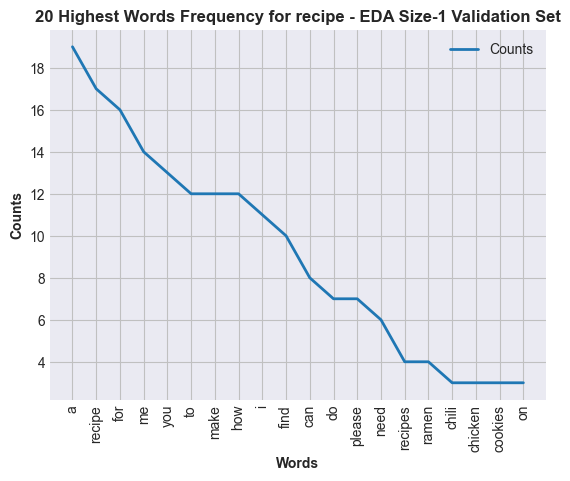 20 Highest Words Frequency for recipe - EDA Size-1 Validation Set
Counts
18
16
14
12
10
8
6
4
Counts
a
recipe
for
me
you
to
make
how
i
find
can
do
please
need
recipes
ramen
chili
chicken
cookies
on
Words